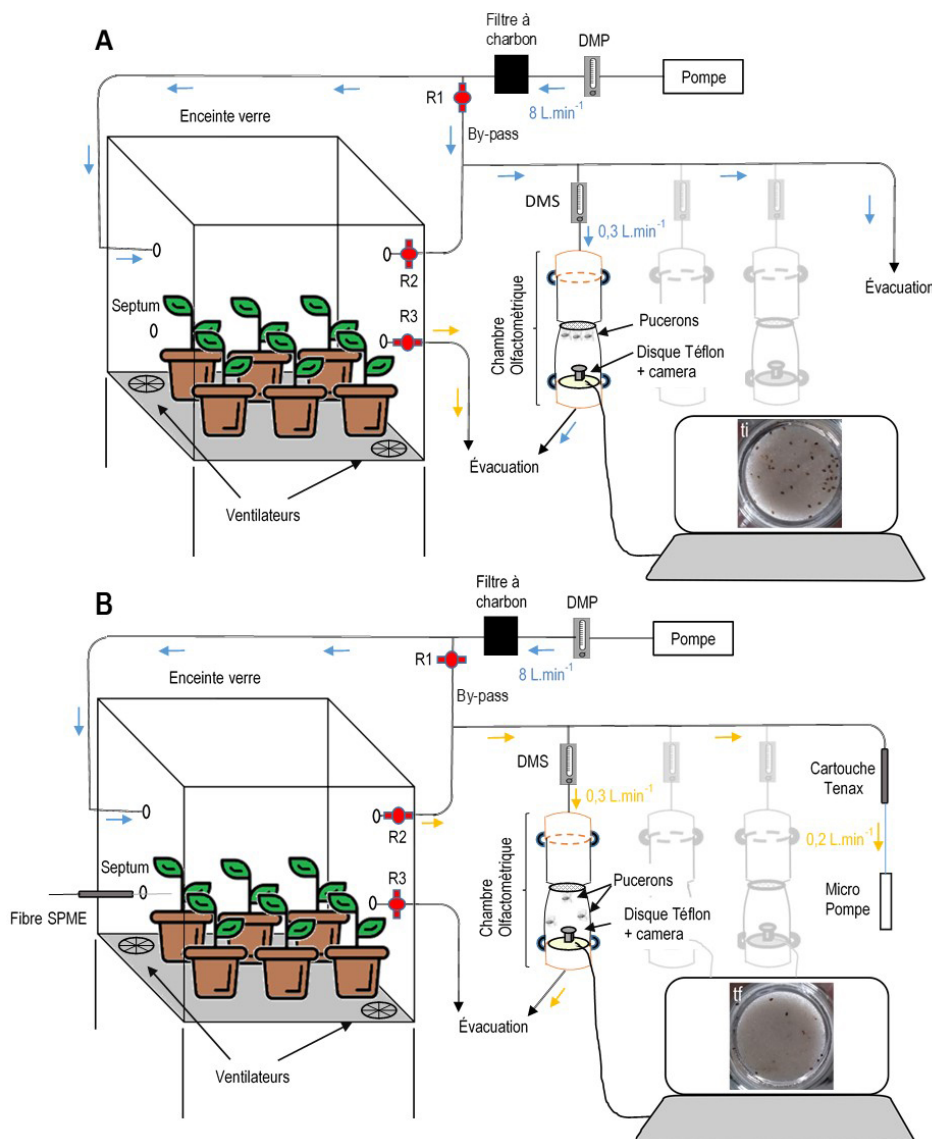 A
Filtre à
charbon
DMP
Pompe
8 L.min⁻¹
R1
Enceinte verre
By-pass
DMS
0,3 L.min⁻¹
R2
Évacuation
Septum
R3
Chambre
Olfactométrique
Pucerons
Disque Téflon
+ camera
ti
Évacuation
Ventilateurs
B
Filtre à
charbon
DMP
Pompe
8 L.min⁻¹
R1
Enceinte verre
By-pass
DMS
Cartouche
Tenax
0,3 L.min⁻¹
R2
0,2 L.min⁻¹
Septum
R3
Fibre SPME
Chambre
Olfactométrique
Pucerons
Micro
Pompe
Disque Téflon
+ camera
tf
Évacuation
Ventilateurs